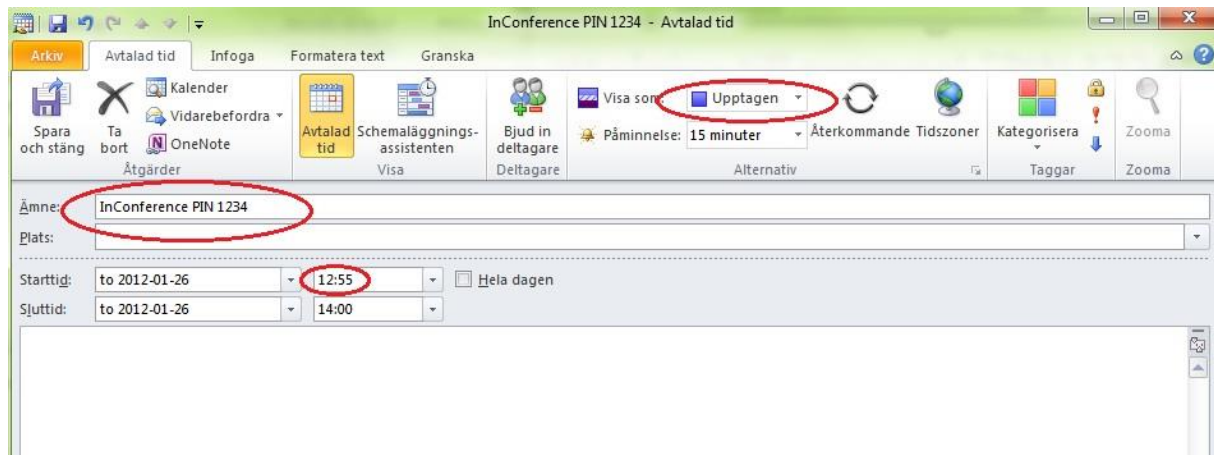 InConference PIN 1234 - Avtalad tid
Arkiv Avtalad tid Infoga Formatera text Granska
Spara och stäng
Ta bort
Kalender
Vidarebefordra
OneNote
Åtgärder
Avtalad tid
Schemaläggnings-assistenten
Visa
Bjud in deltagare
Deltagare
Visa som: Upptagen
Påminnelse: 15 minuter
Återkommande Tidszoner
Alternativ
Kategorisera
Taggar
Zooma
Zooma
Ämne: InConference PIN 1234
Plats:
Starttid: to 2012-01-26 12:55 Hela dagen
Sluttid: to 2012-01-26 14:00